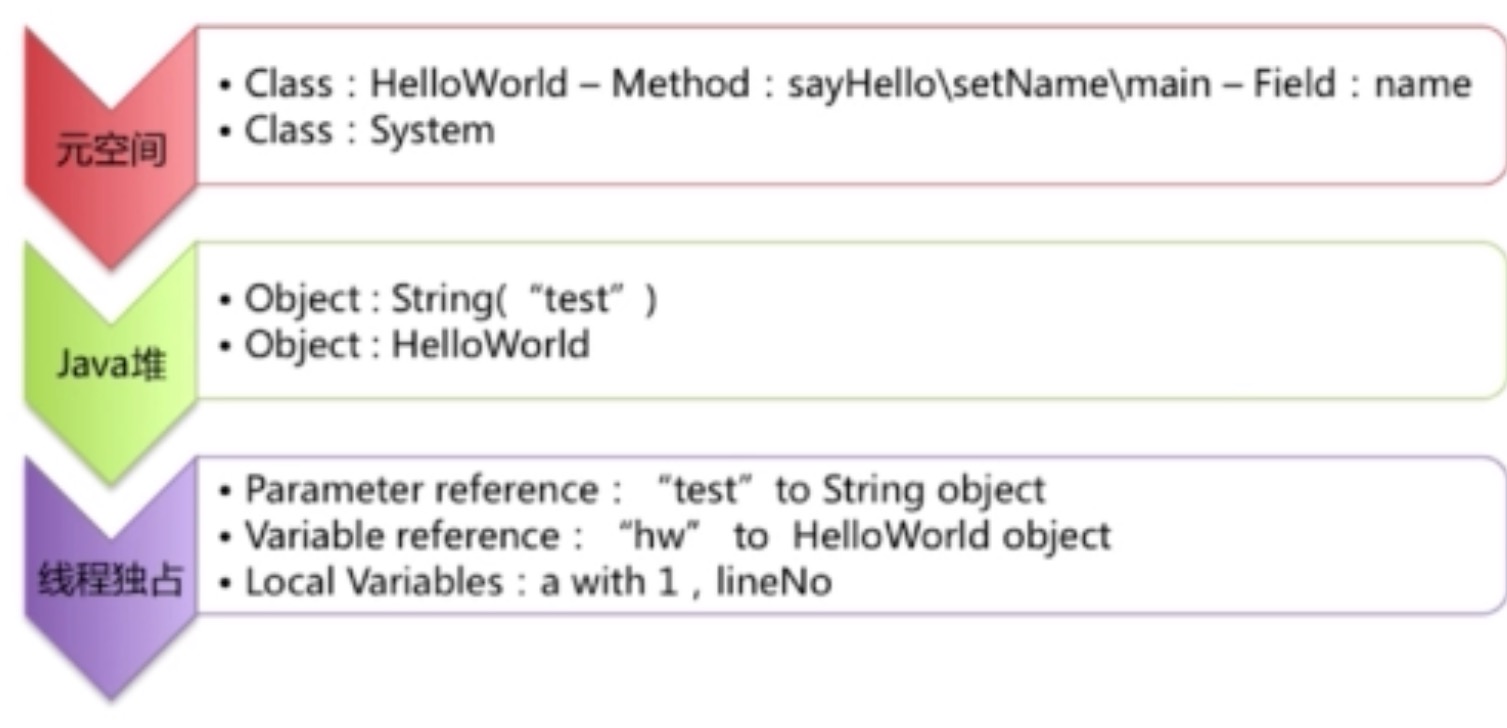 元空间
• Class：HelloWorld – Method：sayHello\setName\main – Field：name
• Class：System
Java堆
• Object : String(“test”)
• Object : HelloWorld
线程独占
• Parameter reference：“test” to String object
• Variable reference：“hw” to HelloWorld object
• Local Variables：a with 1 , lineNo